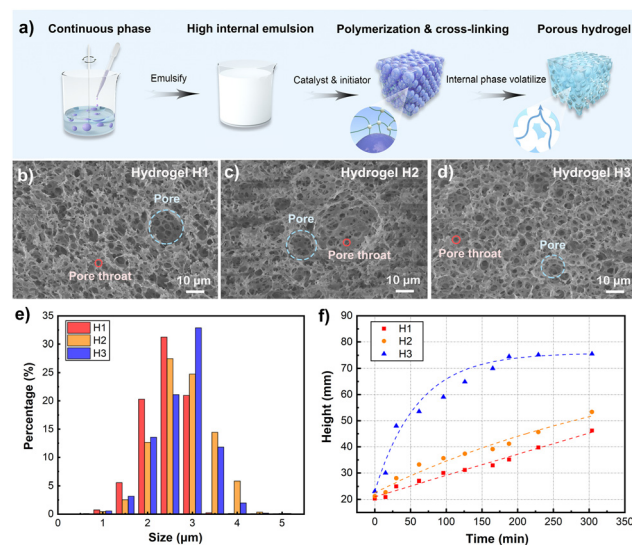 a)
Continuous phase
High internal emulsion
Polymerization & cross-linking
Porous hydrogel
Emulsify
Catalyst & initiator
Internal phase volatilize
b)
Hydrogel H1
Pore
Pore throat
10 μm
c)
Hydrogel H2
Pore
Pore throat
10 μm
d)
Hydrogel H3
Pore throat
Pore
10 μm
e)
35
30
25
20
15
10
5
0
Percentage (%)
H1
H2
H3
0 1 2 3 4 5
Size (μm)
f)
90
80
70
60
50
40
30
20
Height (mm)
H1
H2
H3
0 50 100 150 200 250 300
Time (min)